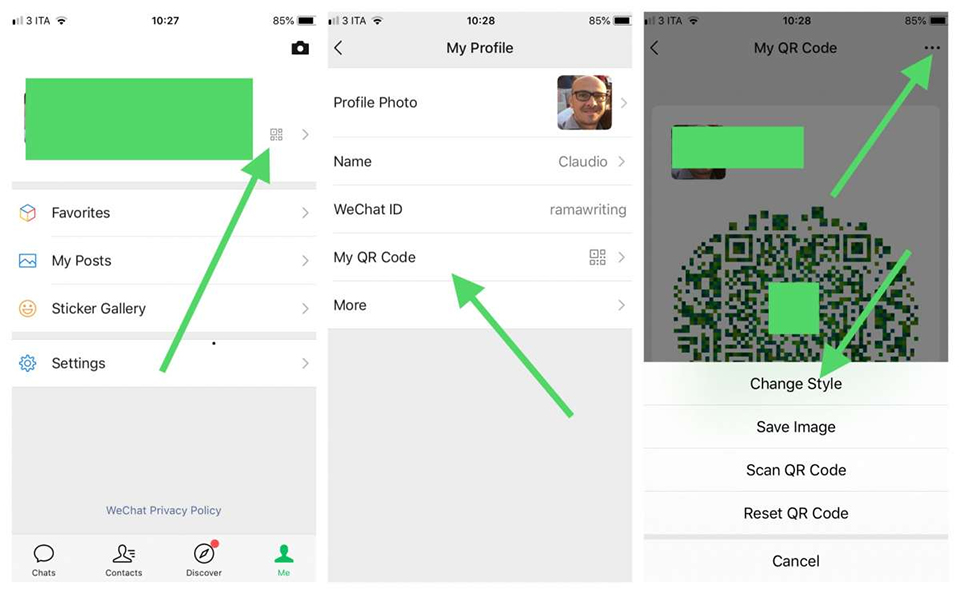 3 ITA 10:27 85%
Favorites
My Posts
Sticker Gallery
Settings
WeChat Privacy Policy
Chats Contacts Discover Me
3 ITA 10:28 85%
My Profile
Profile Photo
Name Claudio
WeChat ID ramawriting
My QR Code
More
3 ITA 10:28 85%
My QR Code
Change Style
Save Image
Scan QR Code
Reset QR Code
Cancel